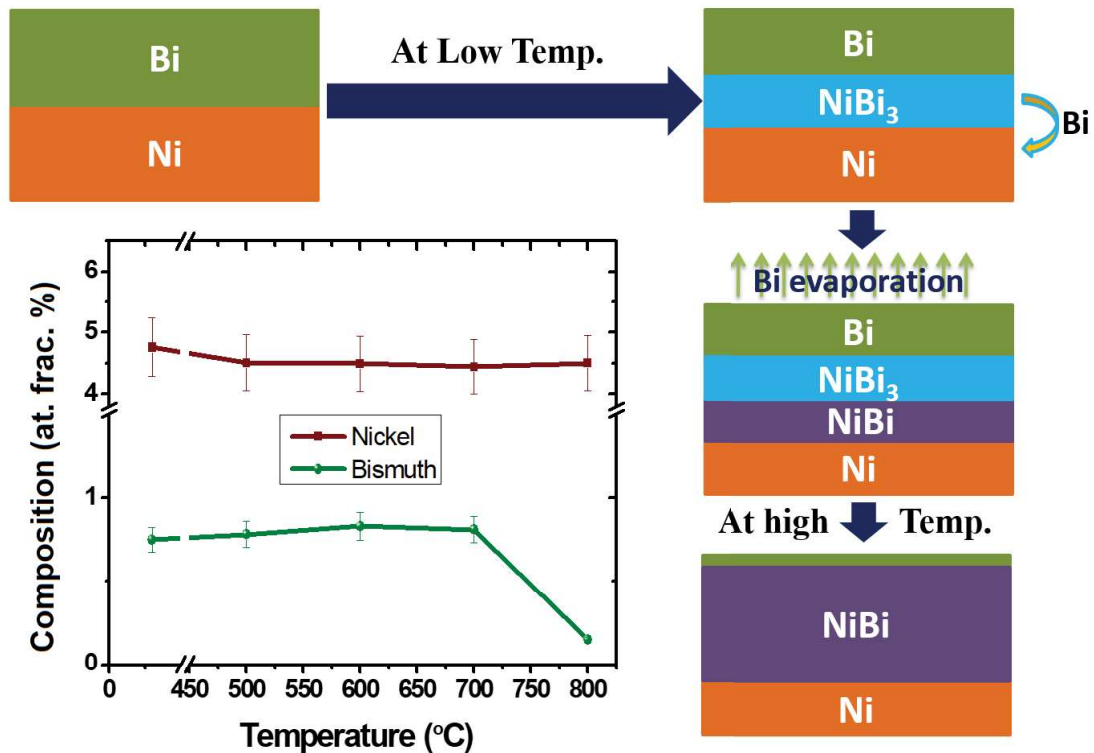 Bi
Ni
At Low Temp.
Bi
NiBi₃
Ni
Bi
Bi evaporation
Bi
NiBi₃
NiBi
Ni
At high Temp.
NiBi
Ni
Composition (at. frac. %)
6
5
4
1
0
Nickel
Bismuth
0 450 500 550 600 650 700 750 800
Temperature (°C)